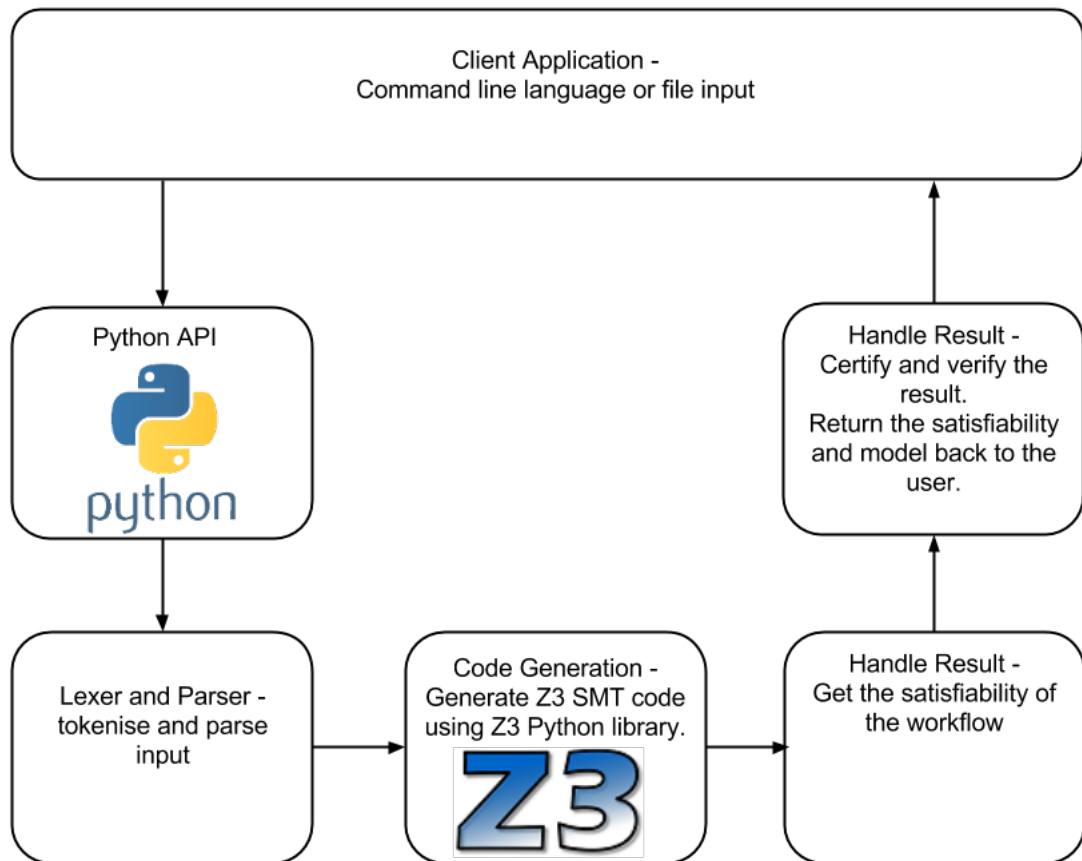 Client Application -
Command line language or file input
Python API
python
Lexer and Parser -
tokenise and parse
input
Code Generation -
Generate Z3 SMT code
using Z3 Python library.
Z3
Handle Result -
Get the satisfiability of
the workflow
Handle Result -
Certify and verify the
result.
Return the satisfiability
and model back to the
user.